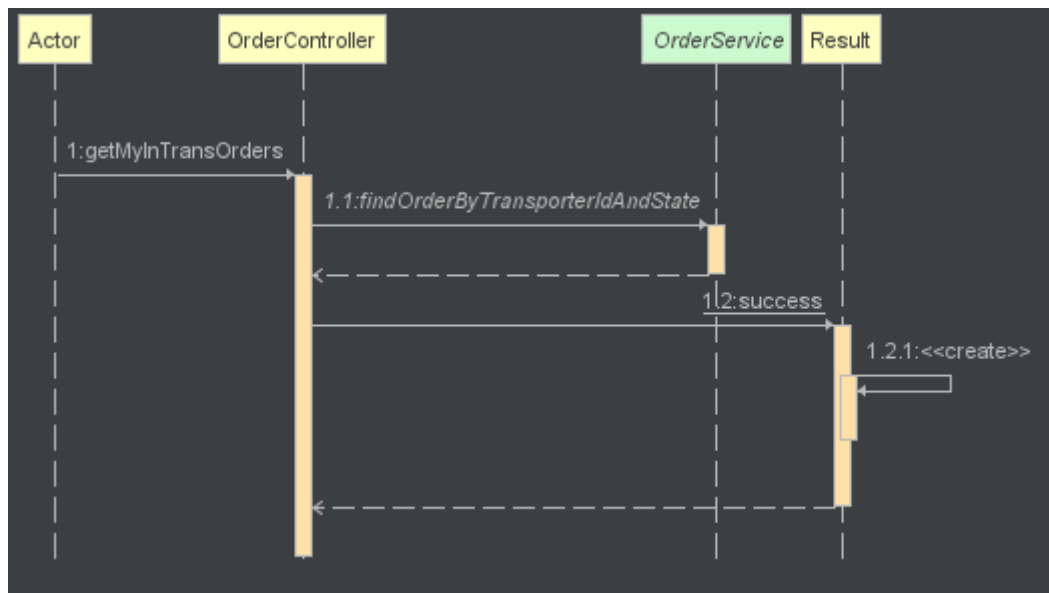 Actor
OrderController
OrderService
Result
1:getMyInTransOrders
1.1:findOrderByTransporterIdAndState
1.2:success
1.2.1:<<create>>